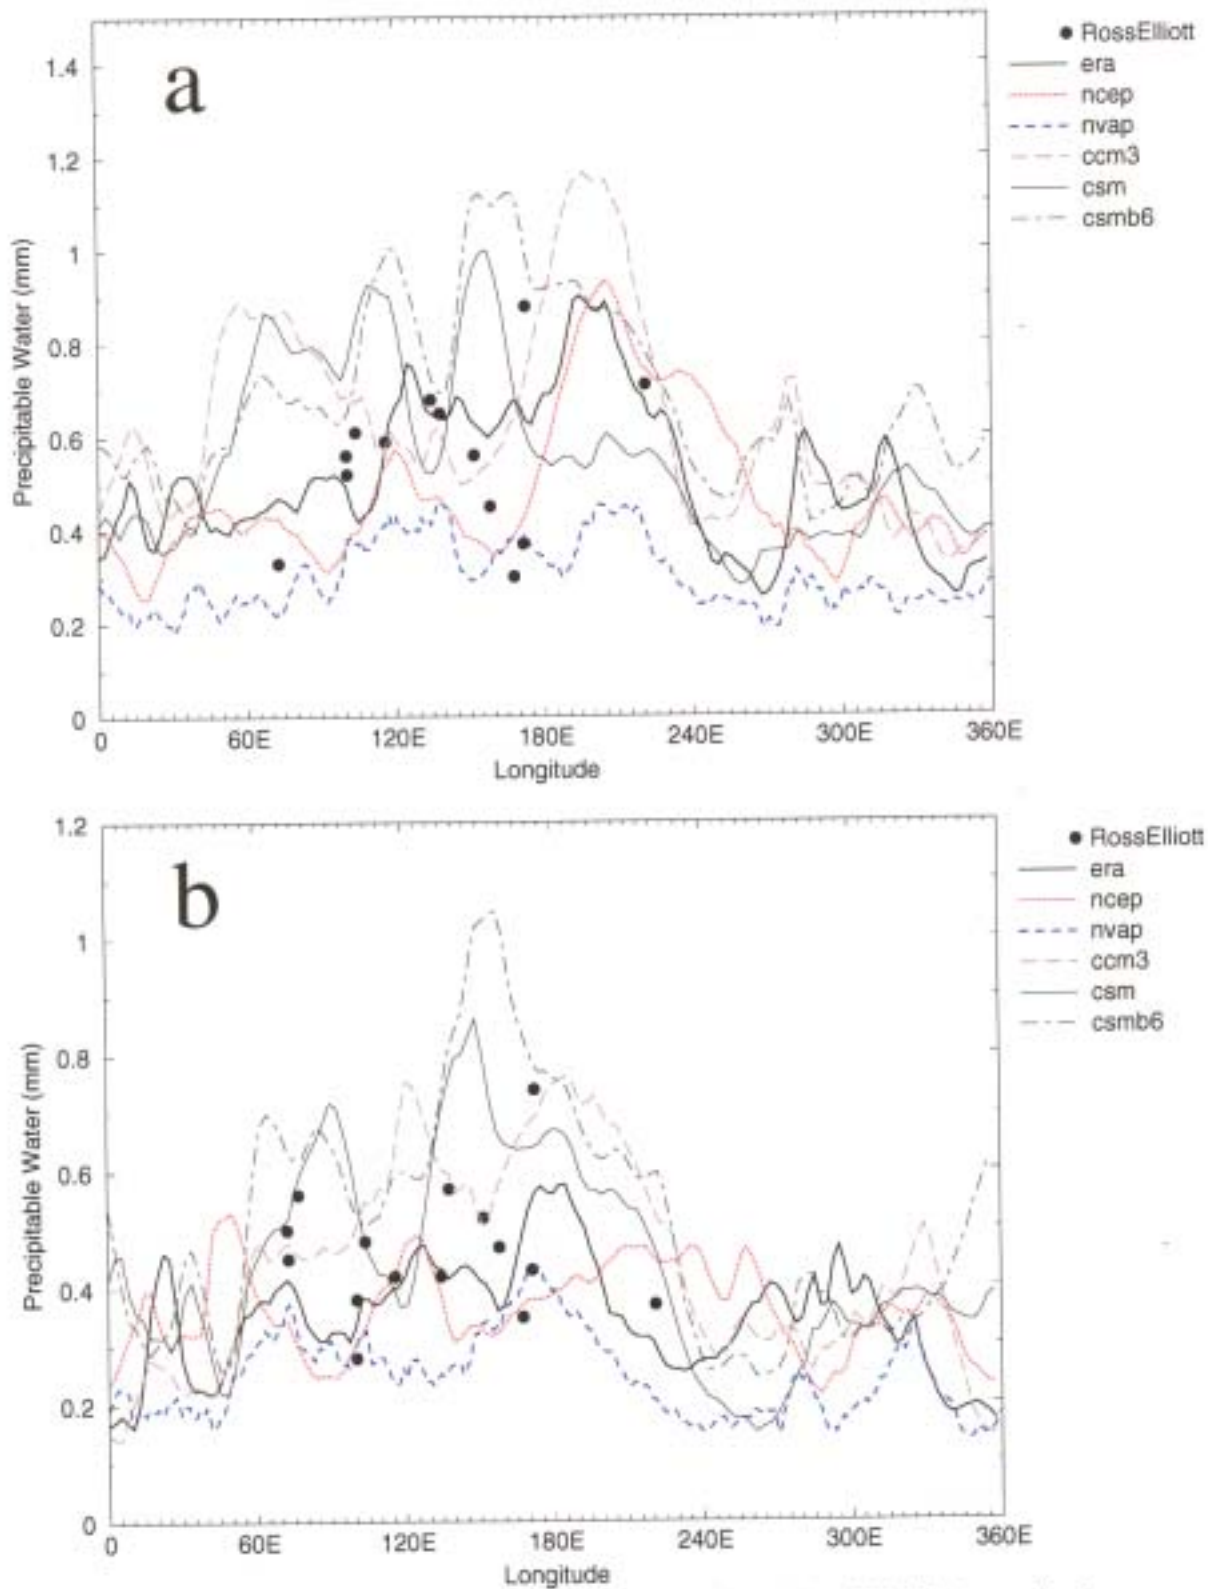 a
1.4
1.2
1
0.8
0.6
0.4
0.2
0
Precipitable Water (mm)
0 60E 120E 180E 240E 300E 360E
Longitude
RossElliott
era
ncep
nvap
ccm3
csm
csmb6
b
1.2
1
0.8
0.6
0.4
0.2
0
Precipitable Water (mm)
0 60E 120E 180E 240E 300E 360E
Longitude
RossElliott
era
ncep
nvap
ccm3
csm
csmb6